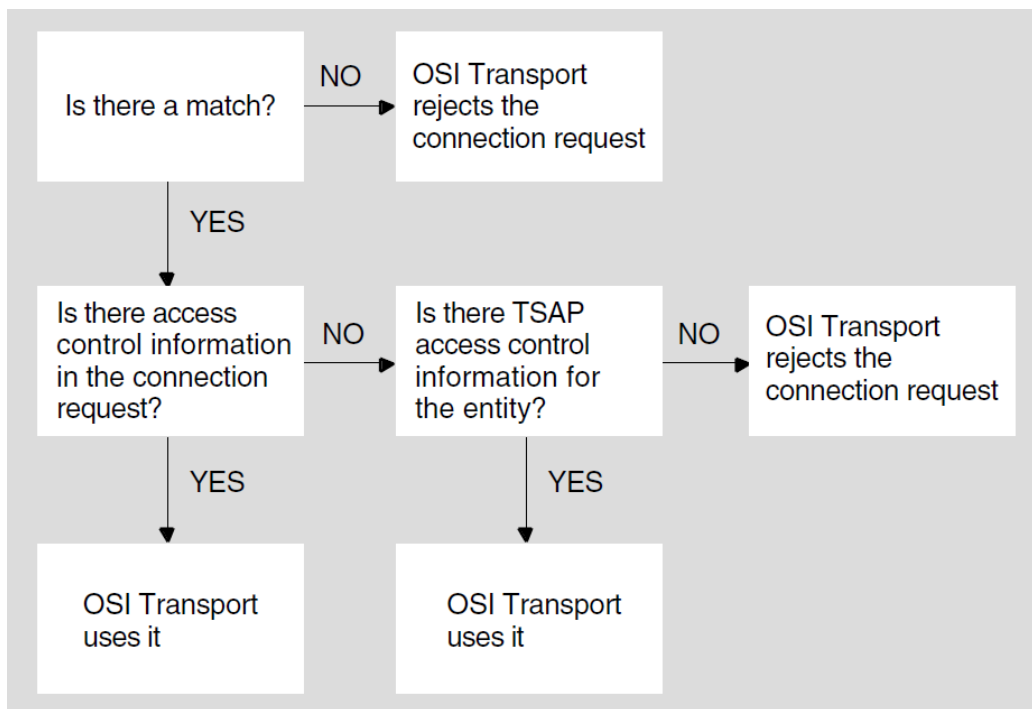 Is there a match?
NO
OSI Transport
rejects the
connection request
YES
Is there access
control information
in the connection
request?
NO
Is there TSAP
access control
information for
the entity?
NO
OSI Transport
rejects the
connection request
YES
YES
OSI Transport
uses it
OSI Transport
uses it